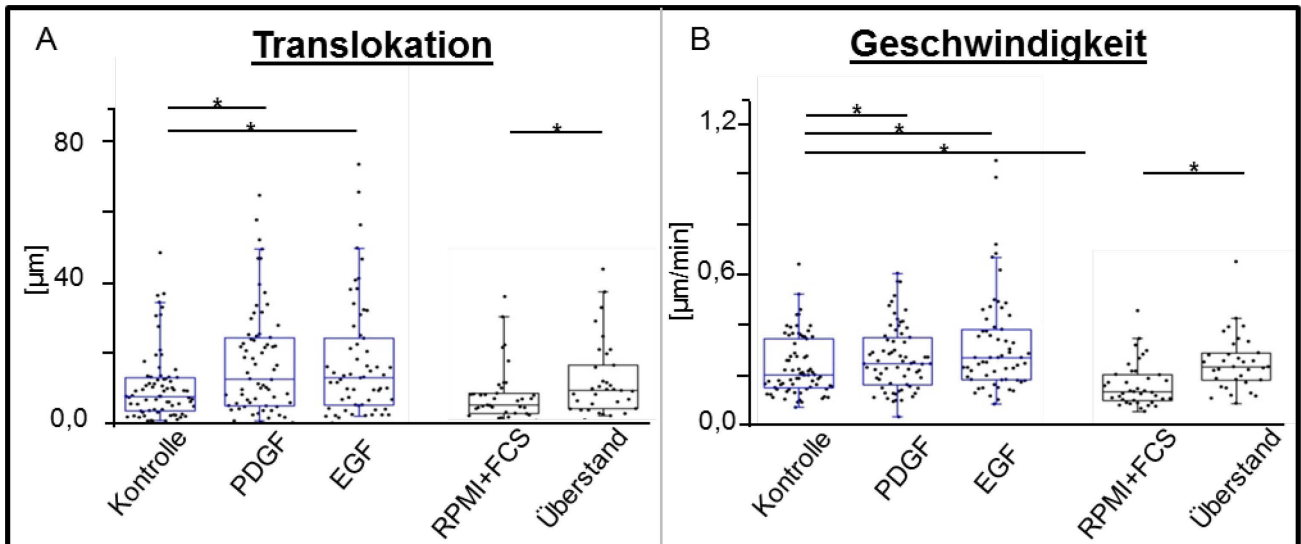 A
Translokation
[µm]
80
40
0,0
*
*
*
Kontrolle
PDGF
EGF
RPMI+FCS
Überstand
B
Geschwindigkeit
[µm/min]
1,2
0,6
0,0
*
*
*
*
Kontrolle
PDGF
EGF
RPMI+FCS
Überstand